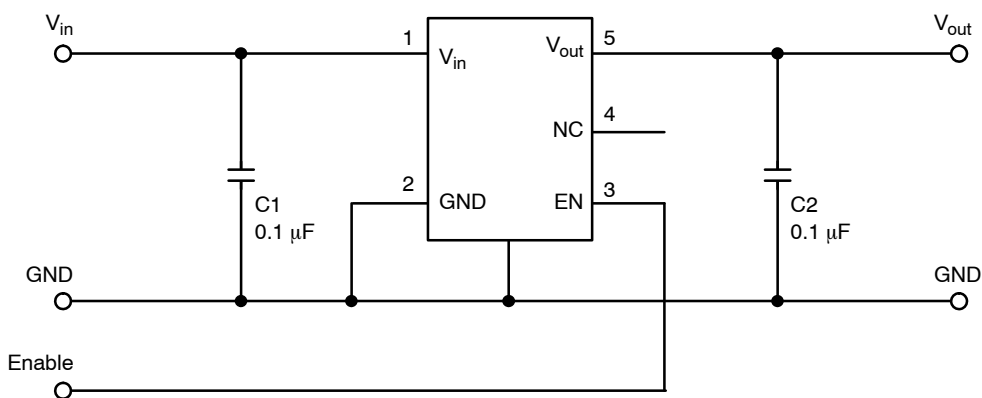 Vin
1
Vin
Vout
5
Vout
NC
4
2
GND
EN
3
C1
0.1 μF
C2
0.1 μF
GND
GND
Enable